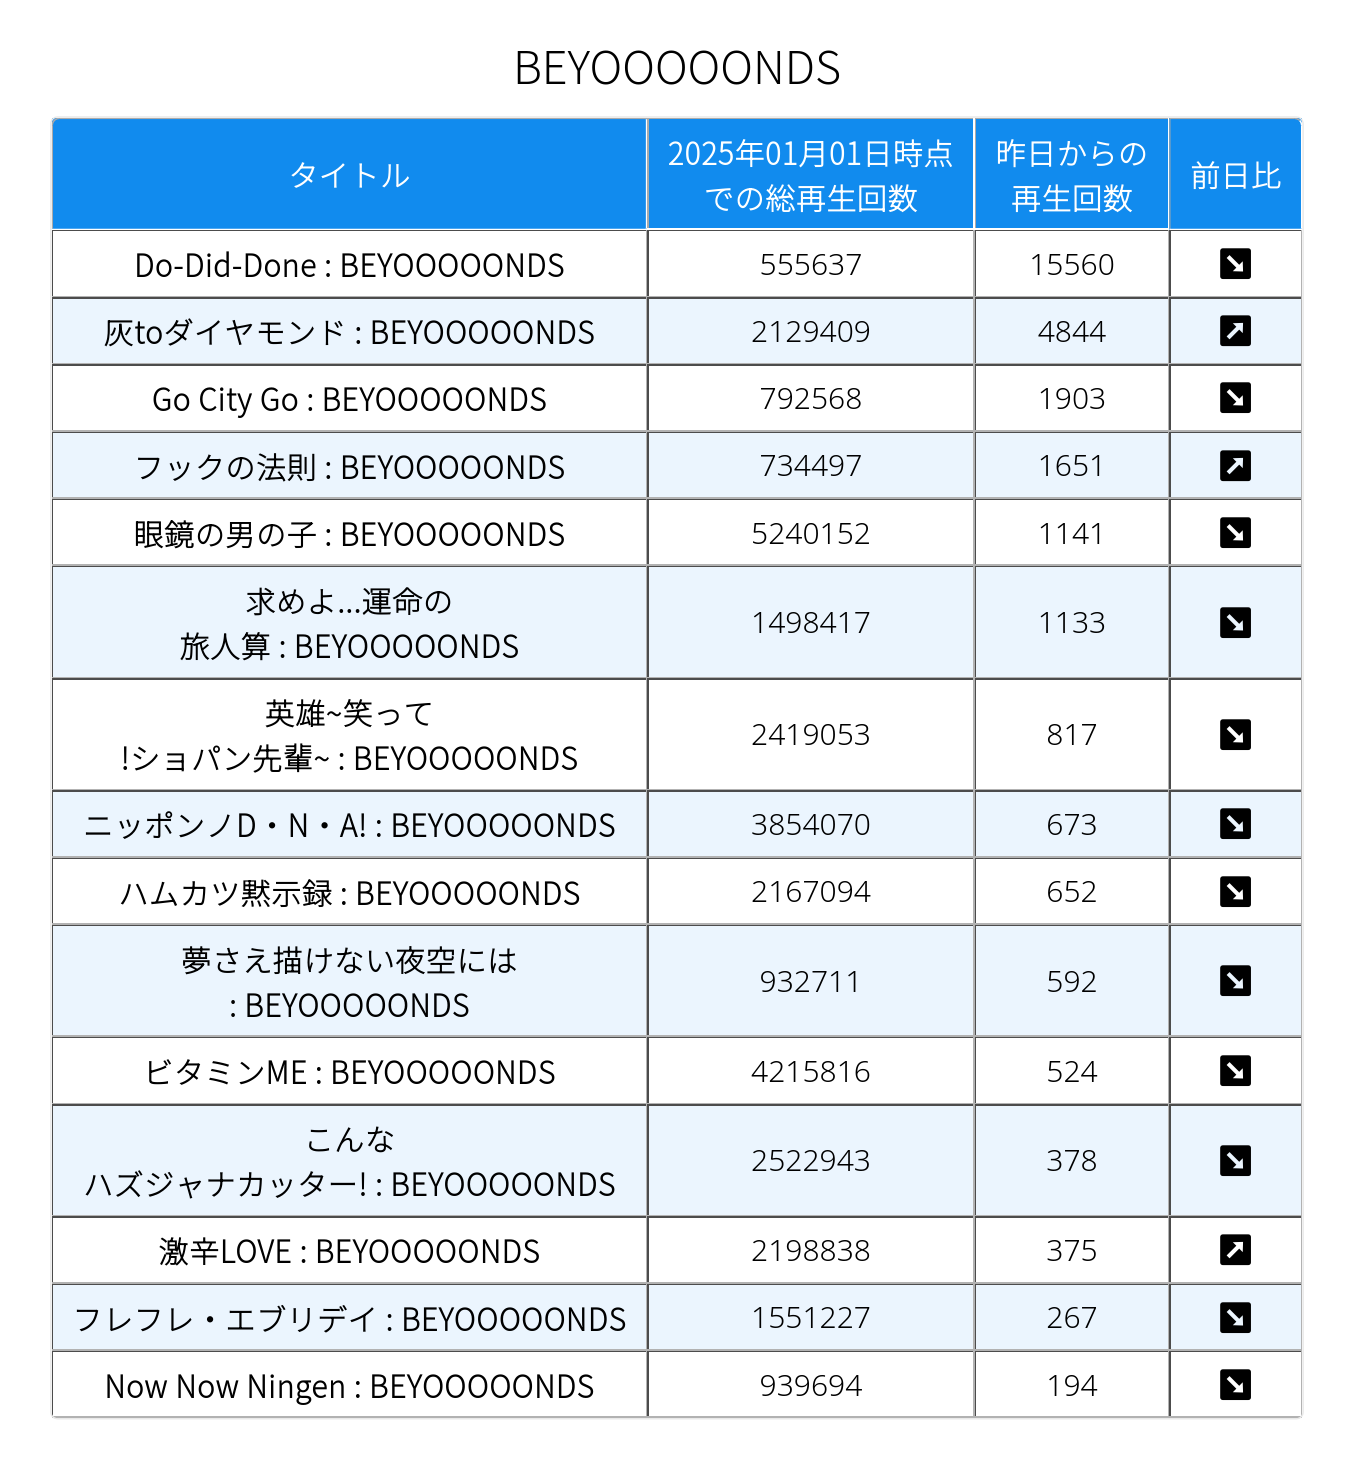 BEYOOOOONDS
タイトル
2025年01月01日時点
での総再生回数
昨日からの
再生回数
前日比
Do-Did-Done : BEYOOOOONDS
555637
15560
灰toダイヤモンド : BEYOOOOONDS
2129409
4844
Go City Go : BEYOOOOONDS
792568
1903
フックの法則 : BEYOOOOONDS
734497
1651
眼鏡の男の子 : BEYOOOOONDS
5240152
1141
求めよ...運命の
旅人算 : BEYOOOOONDS
1498417
1133
英雄~笑って
!ショパン先輩~ : BEYOOOOONDS
2419053
817
ニッポンノD・N・A! : BEYOOOOONDS
3854070
673
ハムカツ黙示録 : BEYOOOOONDS
2167094
652
夢さえ描けない夜空には
: BEYOOOOONDS
932711
592
ビタミンME : BEYOOOOONDS
4215816
524
こんな
ハズジャナカッター! : BEYOOOOONDS
2522943
378
激辛LOVE : BEYOOOOONDS
2198838
375
フレフレ・エブリデイ : BEYOOOOONDS
1551227
267
Now Now Ningen : BEYOOOOONDS
939694
194